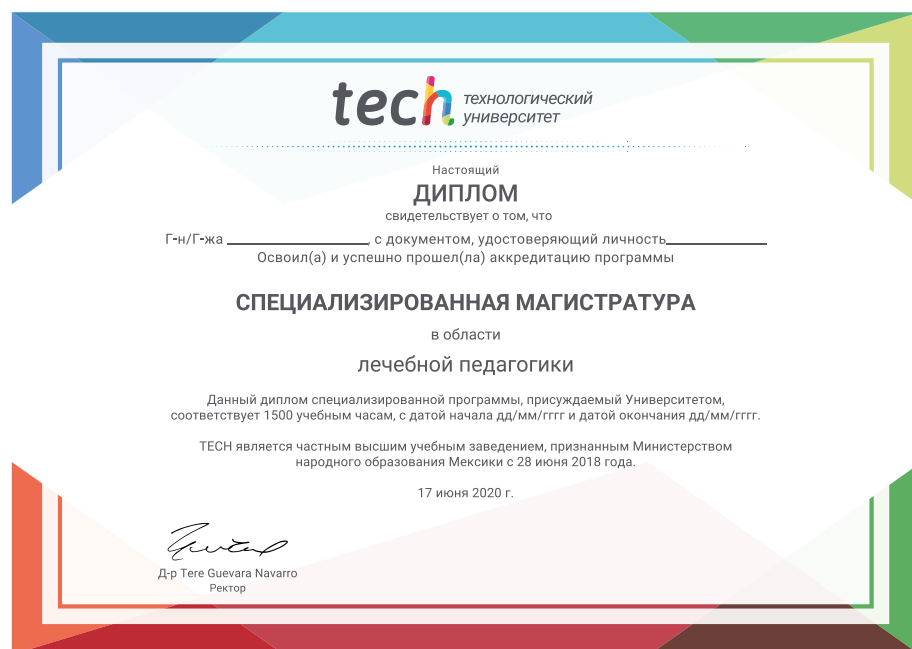 tech технологический
университет
Настоящий
ДИПЛОМ
свидетельствует о том, что
Г-н/Г-жа , с документом, удостоверяющий личность
Освоил(а) и успешно прошел(ла) аккредитацию программы
СПЕЦИАЛИЗИРОВАННАЯ МАГИСТРАТУРА
в области
лечебной педагогики
Данный диплом специализированной программы, присуждаемый Университетом,
соответствует 1500 учебным часам, с датой начала дд/мм/гггг и датой окончания дд/мм/гггг.
TECH является частным высшим учебным заведением, признанным Министерством
народного образования Мексики с 28 июня 2018 года.
17 июня 2020 г.
Д-р Tere Guevara Navarro
Ректор